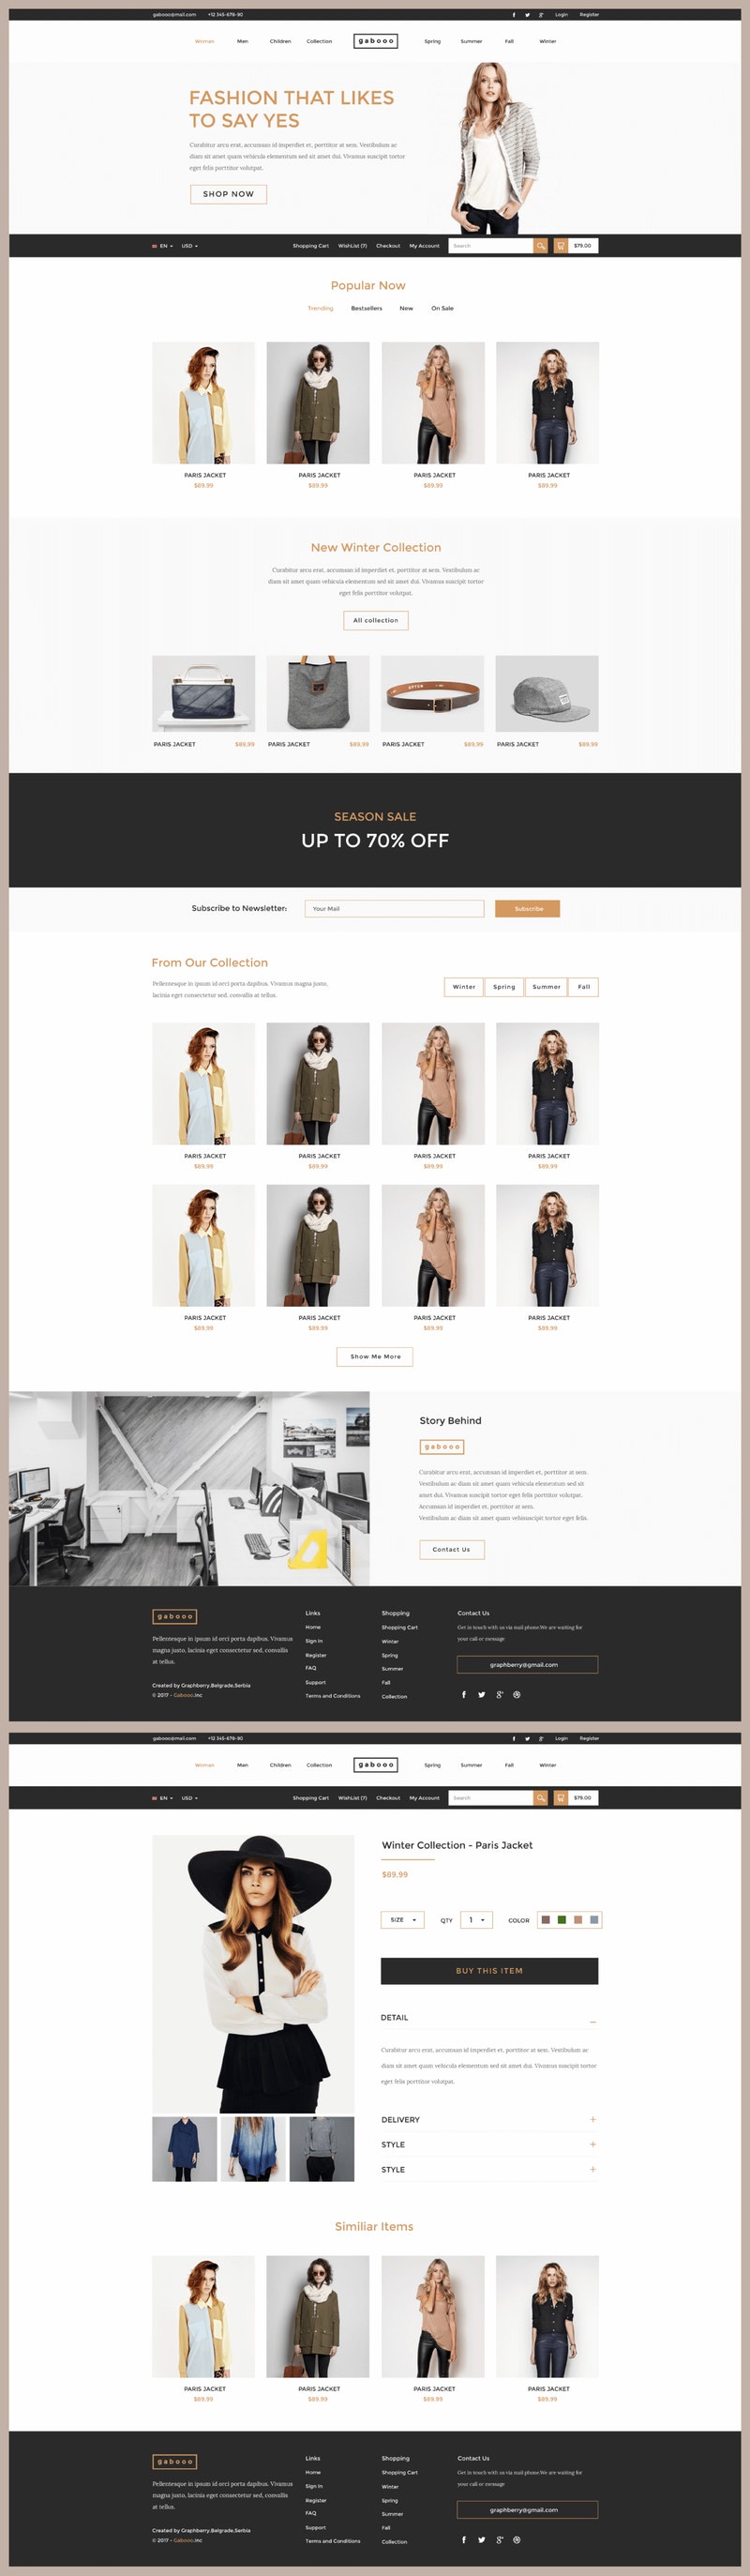 gabooo@mail.com +12 345-678-90 Login Register
Woman Men Children Collection gabooo Spring Summer Fall Winter
FASHION THAT LIKES
TO SAY YES
Curabitur arcu erat, accumsan id imperdiet et, porttitor at sem. Vestibulum ac
diam sit amet quam vehicula elementum sed sit amet dui. Vivamus suscipit tortor
eget felis porttitor volutpat.
SHOP NOW
EN USD Shopping Cart WishList (7) Checkout My Account Search $79.00
Popular Now
Trending Bestsellers New On Sale
PARIS JACKET PARIS JACKET PARIS JACKET PARIS JACKET
$89.99 $89.99 $89.99 $89.99
New Winter Collection
Curabitur arcu erat, accumsan id imperdiet et, porttitor at sem. Vestibulum ac
diam sit amet quam vehicula elementum sed sit amet dui. Vivamus suscipit tortor
eget felis porttitor volutpat.
All collection
PARIS JACKET $89.99 PARIS JACKET $89.99 PARIS JACKET $89.99 PARIS JACKET $89.99
SEASON SALE
UP TO 70% OFF
Subscribe to Newsletter: Your Mail Subscribe
From Our Collection
Pellentesque in ipsum id orci porta dapibus. Vivamus magna justo,
lacinia eget consectetur sed, convallis at tellus.
Winter Spring Summer Fall
PARIS JACKET PARIS JACKET PARIS JACKET PARIS JACKET
$89.99 $89.99 $89.99 $89.99
PARIS JACKET PARIS JACKET PARIS JACKET PARIS JACKET
$89.99 $89.99 $89.99 $89.99
Show Me More
Story Behind
gabooo
Curabitur arcu erat, accumsan id imperdiet et, porttitor at sem.
Vestibulum ac diam sit amet quam vehicula elementum sed sit
amet dui. Vivamus suscipit tortor eget felis porttitor volutpat.
Accumsan id imperdiet et, porttitor at sem.
Vestibulum ac diam sit amet quam vehisuscipit tortor eget felis.
Contact Us
gabooo
Pellentesque in ipsum id orci porta dapibus. Vivamus
magna justo, lacinia eget consectetur sed, convallis
at tellus.
Created by Graphberry,Belgrade,Serbia
© 2017 - Gabooo.inc
Links
Home
Sign In
Register
FAQ
Support
Terms and Conditions
Shopping
Shopping Cart
Winter
Spring
Summer
Fall
Collection
Contact Us
Get in touch with us via mail phone.We are waiting for
your call or message
graphberry@gmail.com
gabooo@mail.com +12 345-678-90 Login Register
Woman Men Children Collection gabooo Spring Summer Fall Winter
EN USD Shopping Cart WishList (7) Checkout My Account Search $79.00
Winter Collection - Paris Jacket
$89.99
SIZE QTY 1 COLOR
BUY THIS ITEM
DETAIL
Curabitur arcu erat, accumsan id imperdiet et, porttitor at sem. Vestibulum ac
diam sit amet quam vehicula elementum sed sit amet dui. Vivamus suscipit tortor
eget felis porttitor volutpat.
DELIVERY
STYLE
STYLE
Similiar Items
PARIS JACKET PARIS JACKET PARIS JACKET PARIS JACKET
$89.99 $89.99 $89.99 $89.99
gabooo
Pellentesque in ipsum id orci porta dapibus. Vivamus
magna justo, lacinia eget consectetur sed, convallis
at tellus.
Created by Graphberry,Belgrade,Serbia
© 2017 - Gabooo.inc
Links
Home
Sign In
Register
FAQ
Support
Terms and Conditions
Shopping
Shopping Cart
Winter
Spring
Summer
Fall
Collection
Contact Us
Get in touch with us via mail phone.We are waiting for
your call or message
graphberry@gmail.com